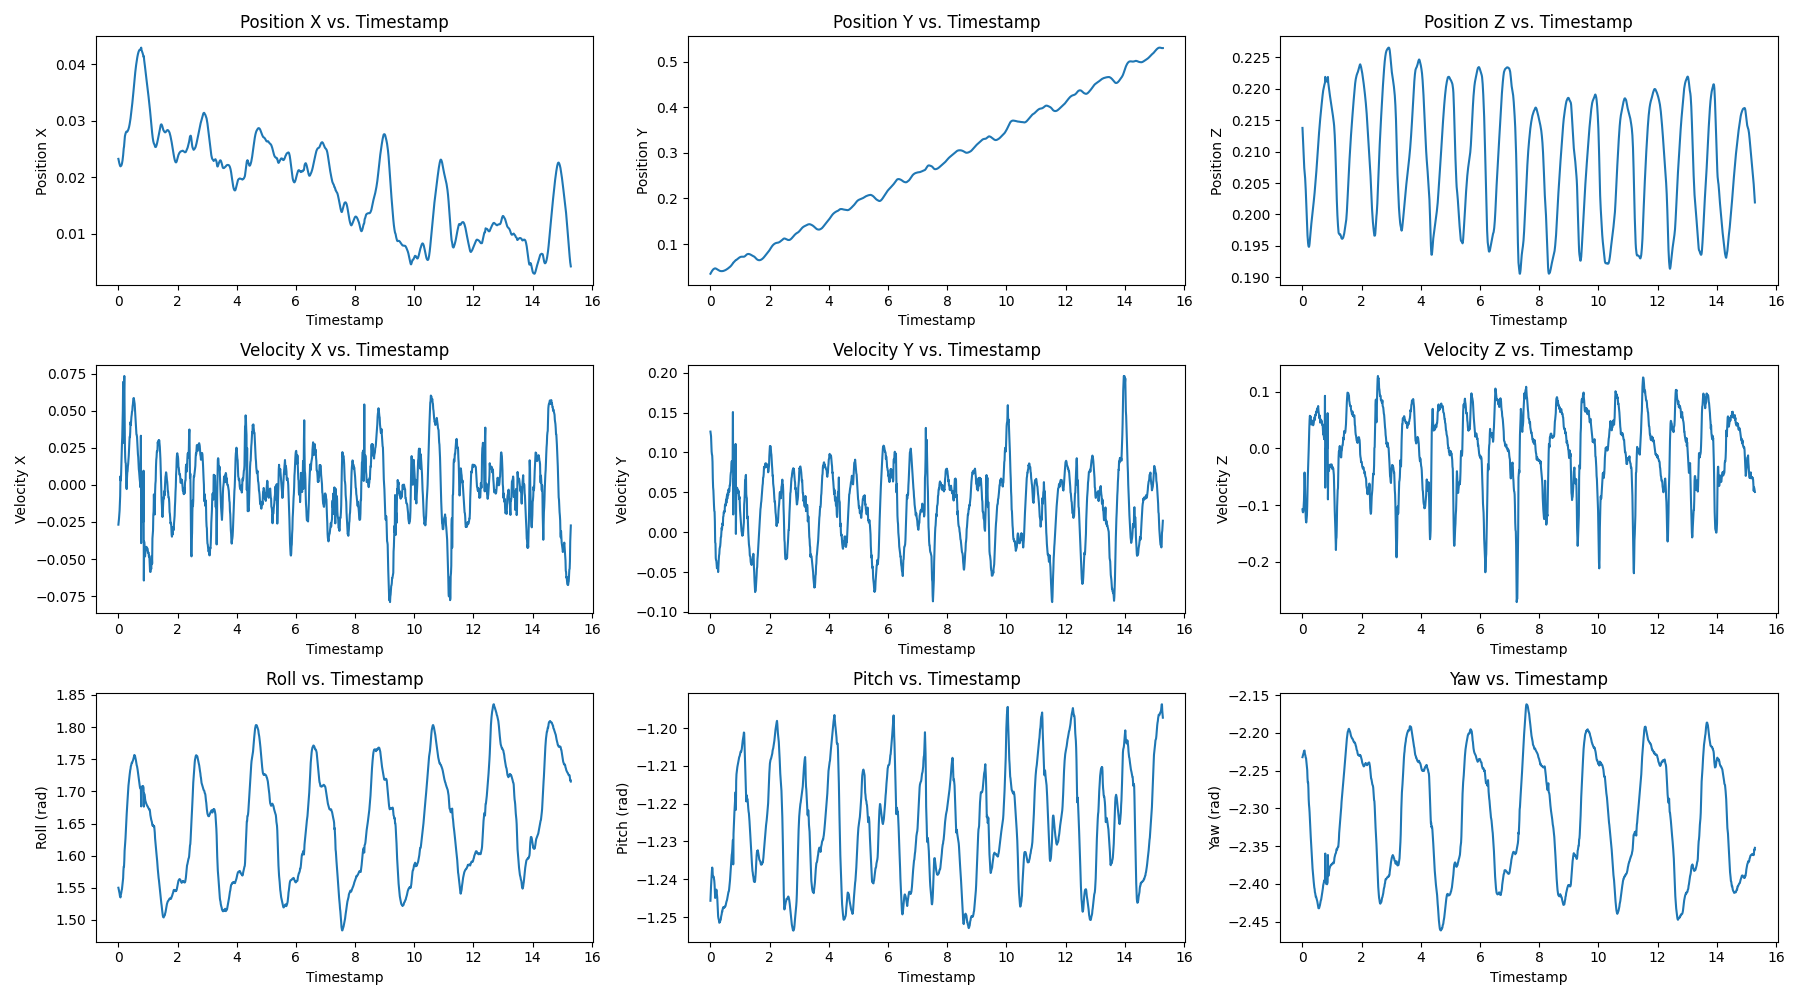 Position X vs. Timestamp
Position X
0.04
0.03
0.02
0.01
0 2 4 6 8 10 12 14 16
Timestamp
Position Y vs. Timestamp
Position Y
0.5
0.4
0.3
0.2
0.1
0 2 4 6 8 10 12 14 16
Timestamp
Position Z vs. Timestamp
Position Z
0.225
0.220
0.215
0.210
0.205
0.200
0.195
0.190
0 2 4 6 8 10 12 14 16
Timestamp
Velocity X vs. Timestamp
Velocity X
0.075
0.050
0.025
0.000
−0.025
−0.050
−0.075
0 2 4 6 8 10 12 14 16
Timestamp
Velocity Y vs. Timestamp
Velocity Y
0.20
0.15
0.10
0.05
0.00
−0.05
−0.10
0 2 4 6 8 10 12 14 16
Timestamp
Velocity Z vs. Timestamp
Velocity Z
0.1
0.0
−0.1
−0.2
0 2 4 6 8 10 12 14 16
Timestamp
Roll vs. Timestamp
Roll (rad)
1.85
1.80
1.75
1.70
1.65
1.60
1.55
1.50
0 2 4 6 8 10 12 14 16
Timestamp
Pitch vs. Timestamp
Pitch (rad)
−1.20
−1.21
−1.22
−1.23
−1.24
−1.25
0 2 4 6 8 10 12 14 16
Timestamp
Yaw vs. Timestamp
Yaw (rad)
−2.15
−2.20
−2.25
−2.30
−2.35
−2.40
−2.45
0 2 4 6 8 10 12 14 16
Timestamp